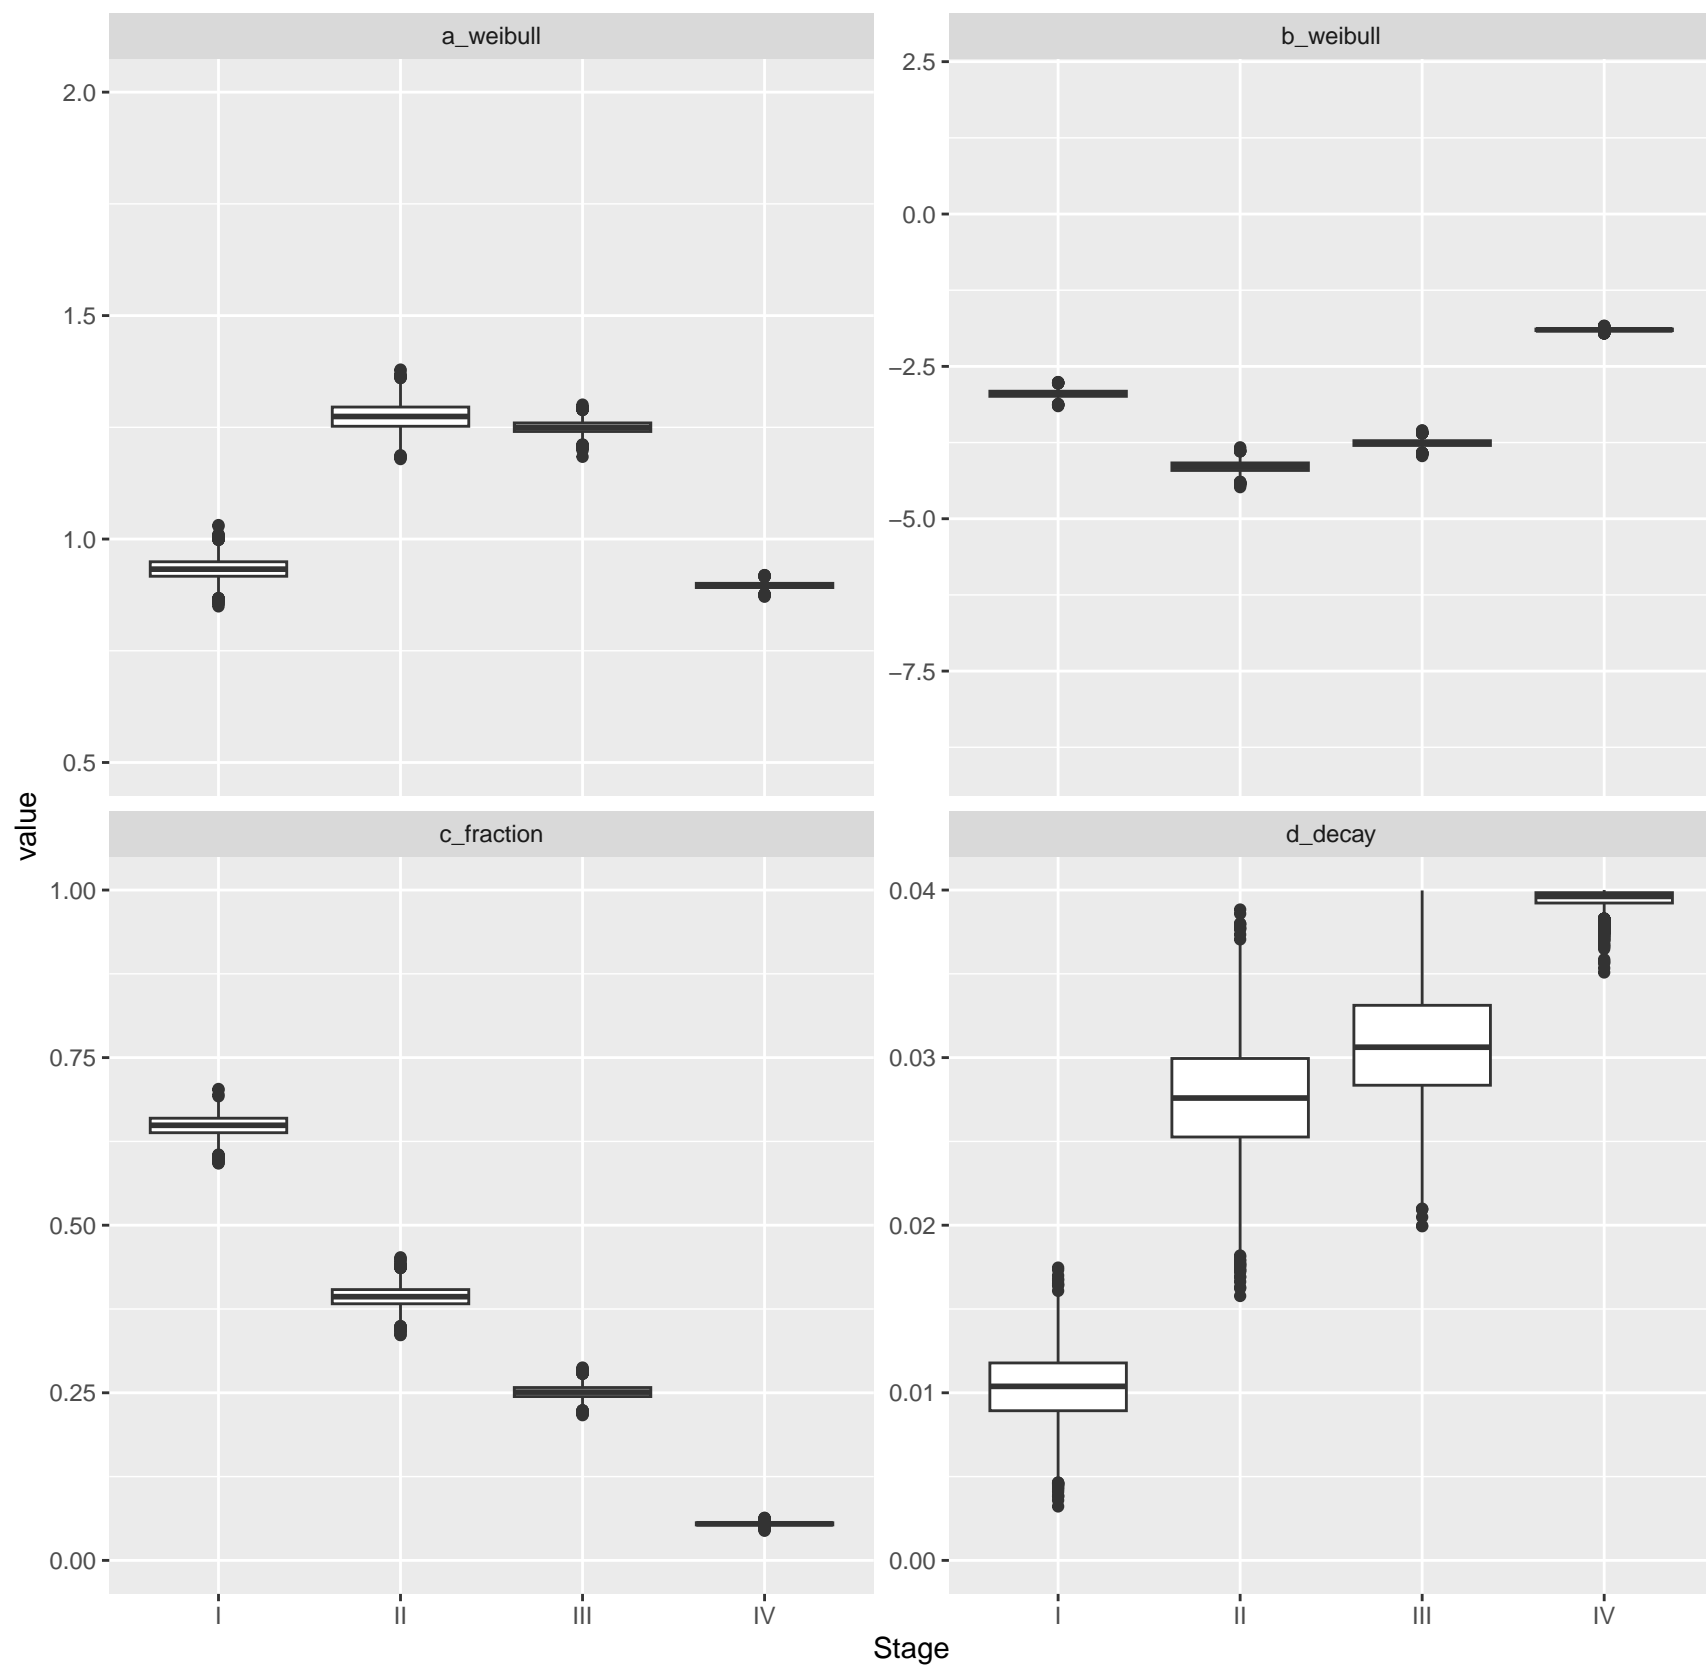 a_weibull
b_weibull
2.0
1.5
1.0
0.5
2.5
0.0
−2.5
−5.0
−7.5
value
c_fraction
d_decay
1.00
0.75
0.50
0.25
0.00
0.04
0.03
0.02
0.01
0.00
I II III IV
I II III IV
Stage